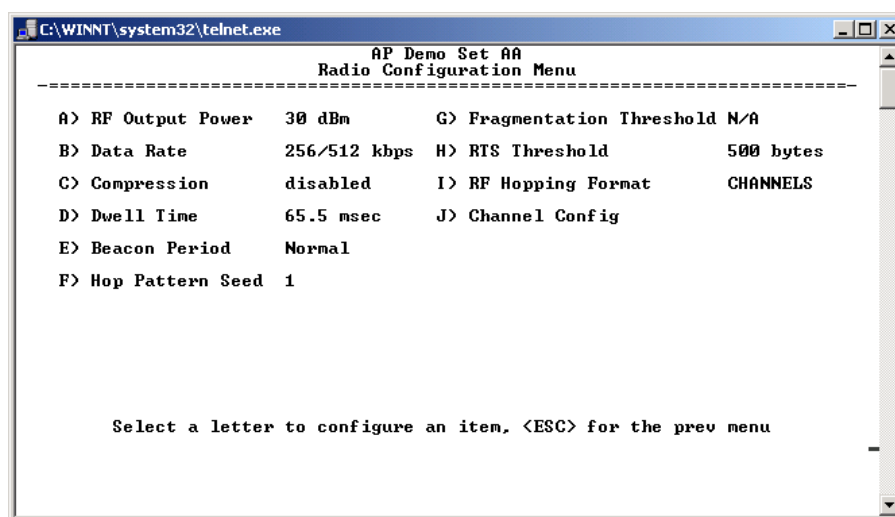 C:\WINNT\system32\telnet.exe
AP Demo Set AA
Radio Configuration Menu
-==========================================================================-
A) RF Output Power 30 dBm G) Fragmentation Threshold N/A
B) Data Rate 256/512 kbps H) RTS Threshold 500 bytes
C) Compression disabled I) RF Hopping Format CHANNELS
D) Dwell Time 65.5 msec J) Channel Config
E) Beacon Period Normal
F) Hop Pattern Seed 1
Select a letter to configure an item, <ESC> for the prev menu